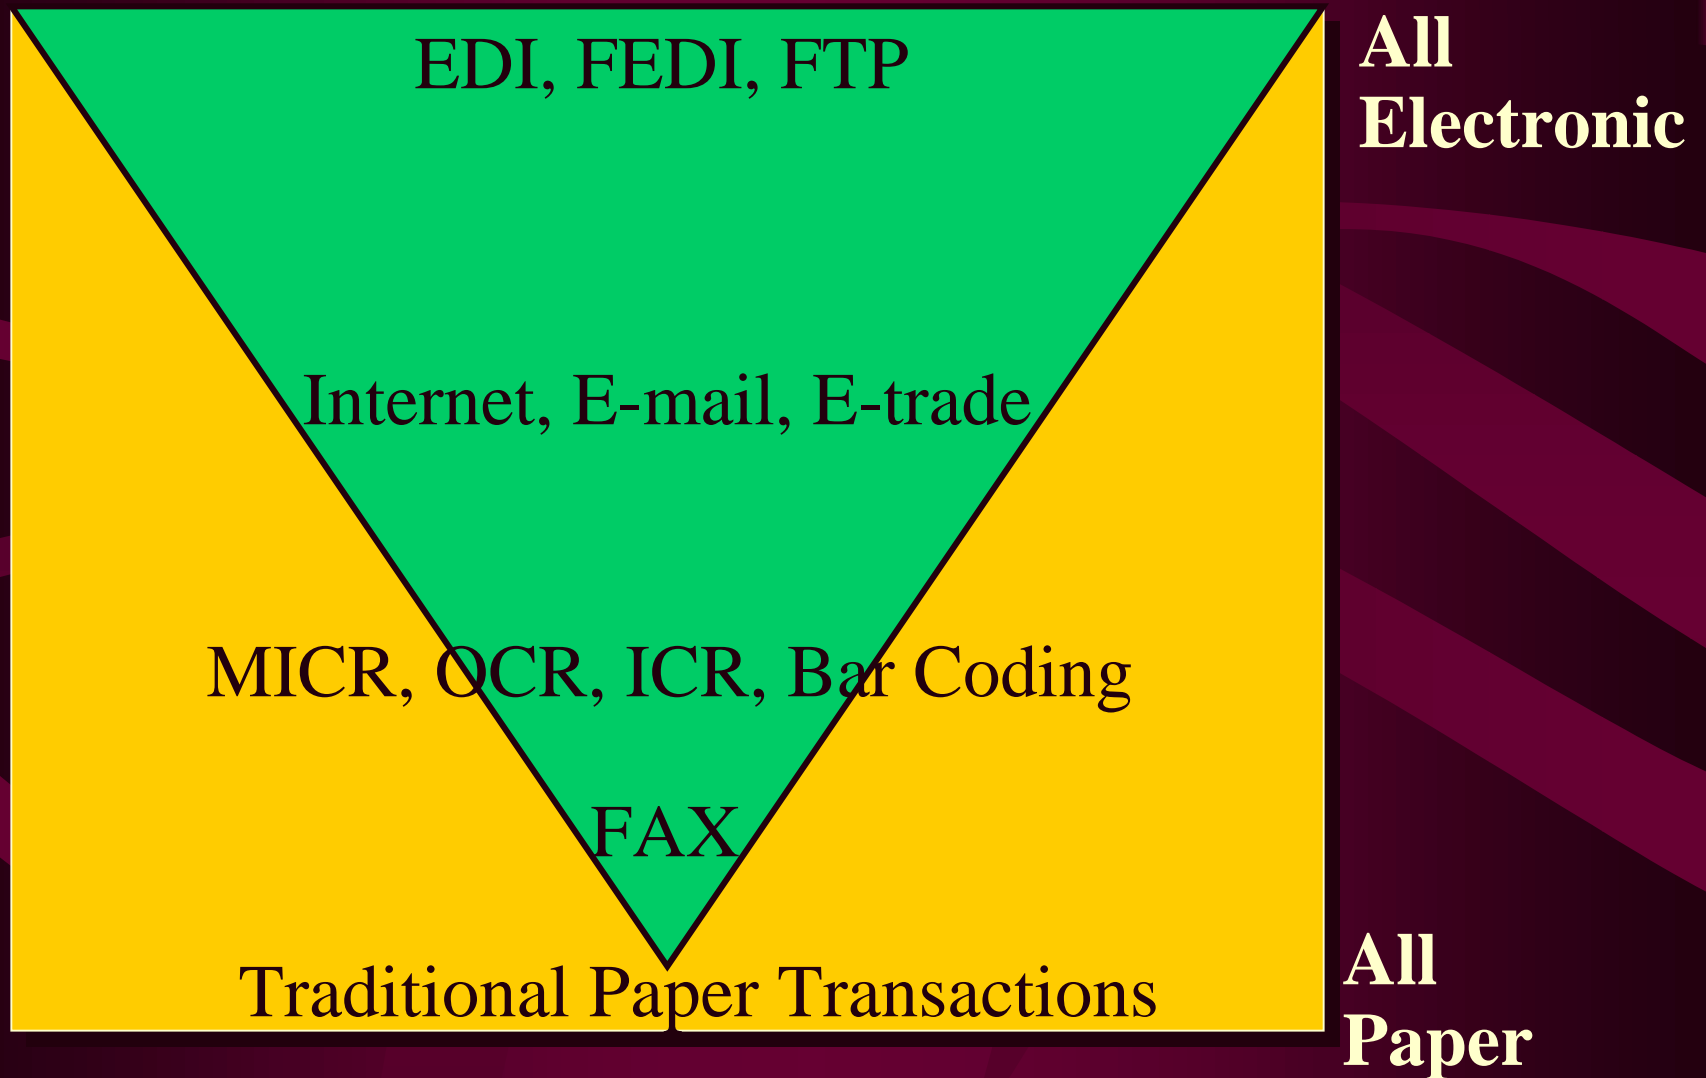 EDI, FEDI, FTP
All
Electronic
Internet, E-mail, E-trade
MICR, OCR, ICR, Bar Coding
FAX
Traditional Paper Transactions
All
Paper